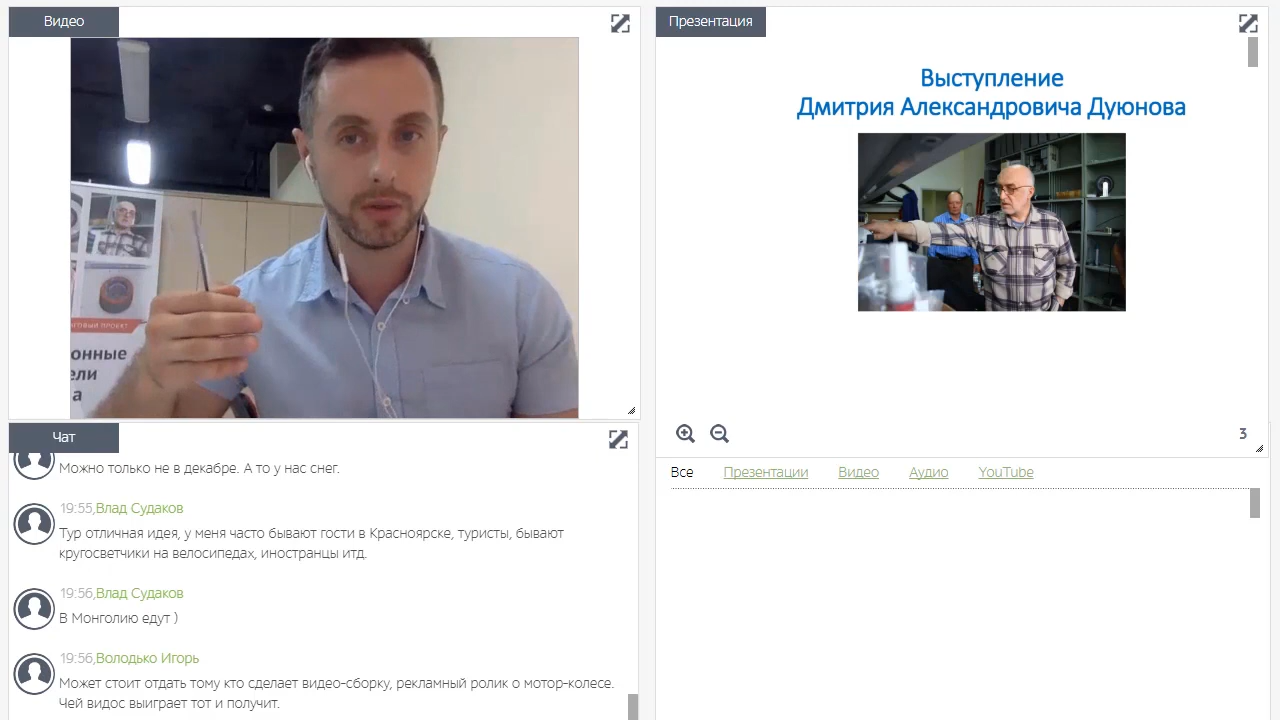 Видео
ГОВЫЙ ПРОЕКТ
онные
ели
а
Презентация
Выступление
Дмитрия Александровича Дуюнова
3
Чат
Можно только не в декабре. А то у нас снег.
19:55,Влад Судаков
Тур отличная идея, у меня часто бывают гости в Красноярске, туристы, бывают
кругосветчики на велосипедах, иностранцы итд.
19:56,Влад Судаков
В Монголию едут )
19:56,Володько Игорь
Может стоит отдать тому кто сделает видео-сборку, рекламный ролик о мотор-колесе.
Чей видос выиграет тот и получит.
Все Презентации Видео Аудио YouTube